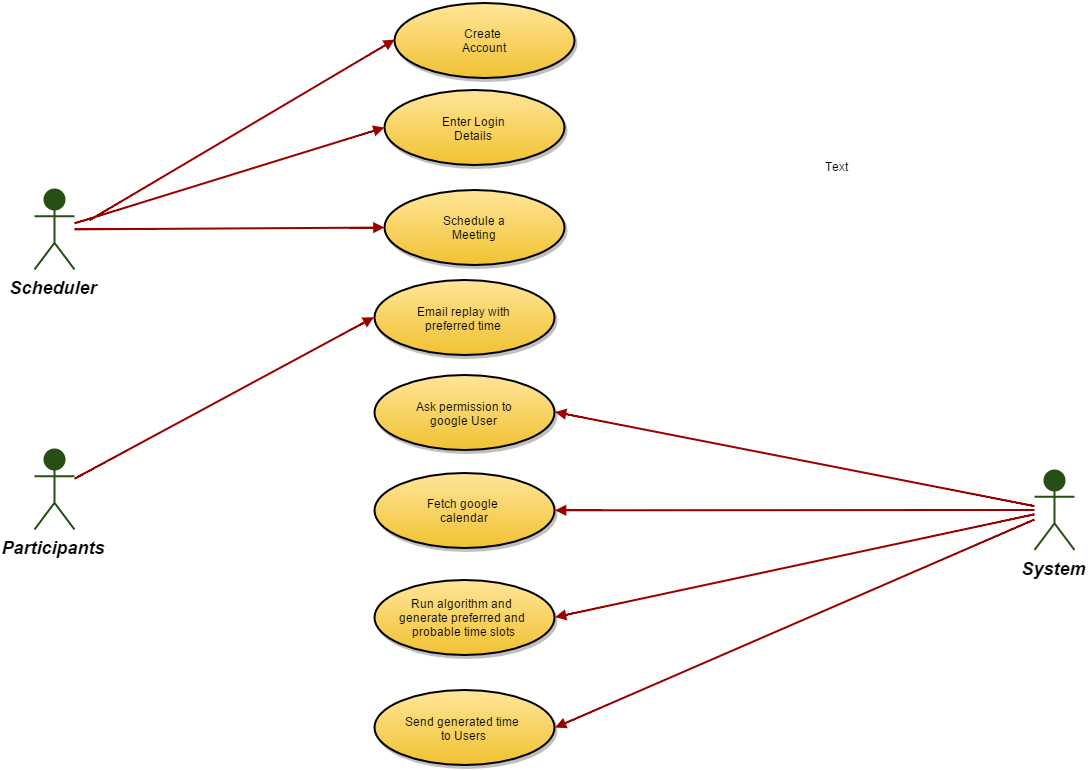 Create
Account
Enter Login
Details
Text
Schedule a
Meeting
Scheduler
Email replay with
preferred time
Ask permission to
google User
Fetch google
calendar
Participants
System
Run algorithm and
generate preferred and
probable time slots
Send generated time
to Users